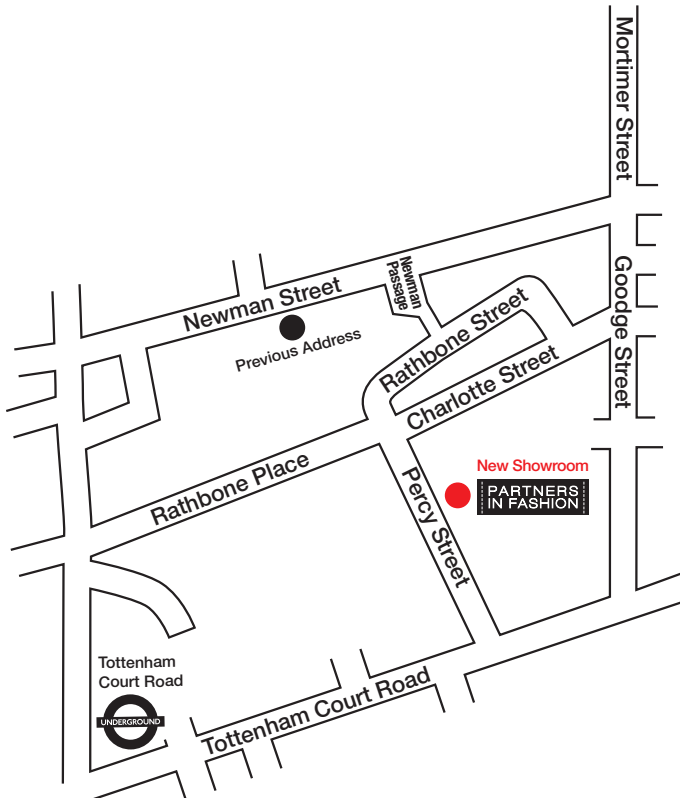 Mortimer Street
Goodge Street
Newman
Passage
Newman Street
Previous Address
Rathbone Street
Charlotte Street
Rathbone Place
Percy Street
New Showroom
PARTNERS
IN FASHION
Tottenham
Court Road
UNDERGROUND
Tottenham Court Road